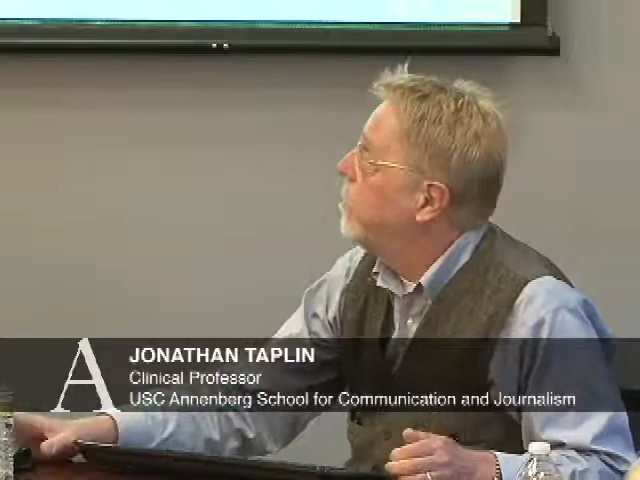 A
JONATHAN TAPLIN
Clinical Professor
USC Annenberg School for Communication and Journalism